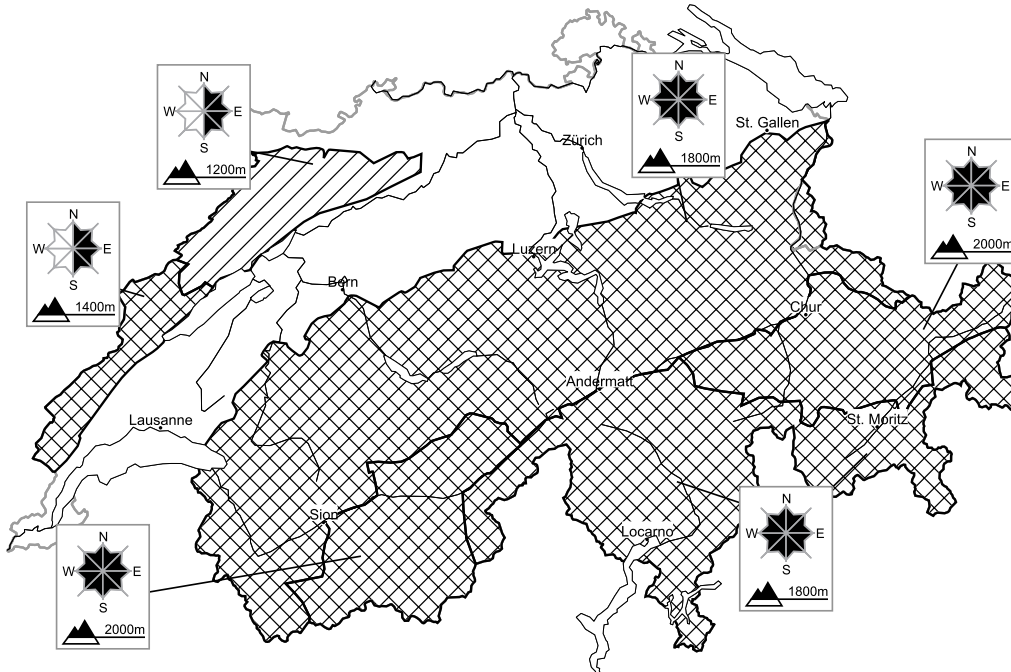 N
W E
S
1200m
N
W E
S
1800m
St. Gallen
Zürich
N
W E
S
2000m
N
W E
S
1400m
Luzern
Bern
Chur
Andermatt
Lausanne
St. Moritz
Sion
Locarno
N
W E
S
1800m
N
W E
S
2000m